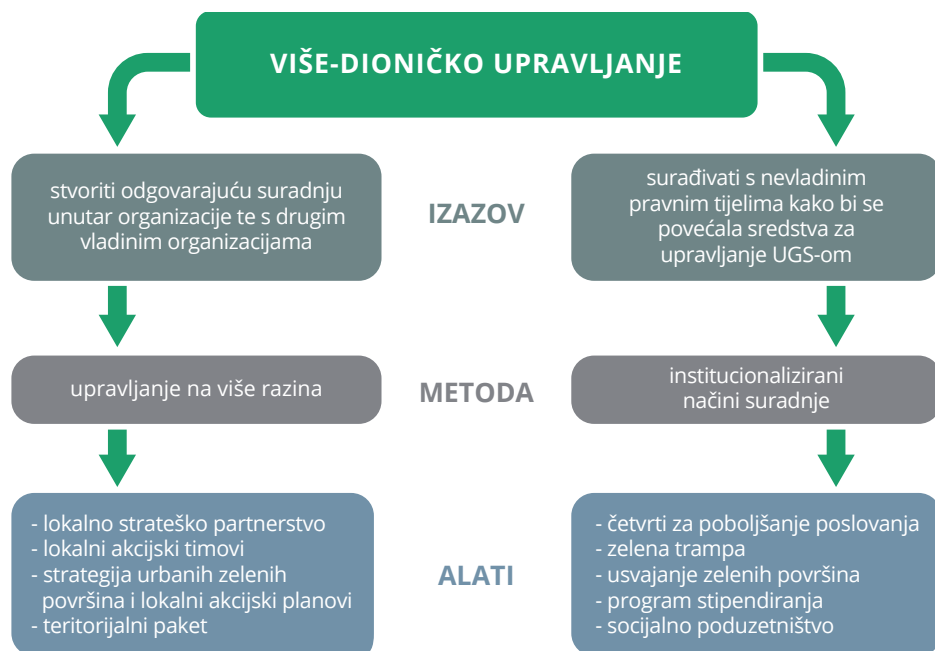 VIŠE-DIONIČKO UPRAVLJANJE
stvoriti odgovarajuću suradnju
unutar organizacije te s drugim
vladinim organizacijama
IZAZOV
surađivati s nevladinim
pravnim tijelima kako bi se
povećala sredstva za
upravljanje UGS-om
upravljanje na više razina
METODA
institucionalizirani
načini suradnje
- lokalno strateško partnerstvo
- lokalni akcijski timovi
- strategija urbanih zelenih
površina i lokalni akcijski planovi
- teritorijalni paket
ALATI
- četvrti za poboljšanje poslovanja
- zelena trampa
- usvajanje zelenih površina
- program stipendiranja
- socijalno poduzetništvo